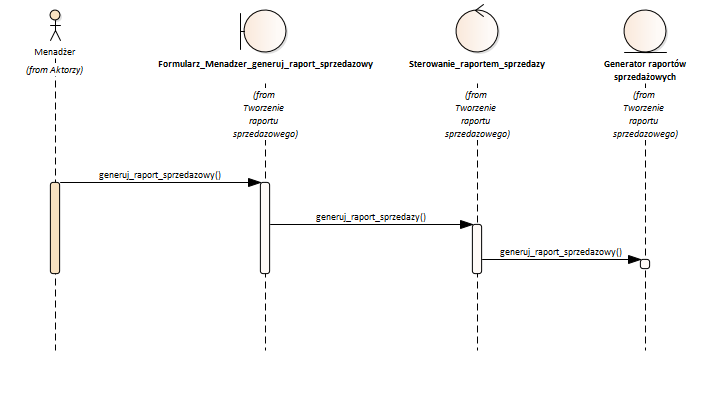 Menadżer
(from Aktorzy)
Formularz_Menadzer_generuj_raport_sprzedazowy
(from
Tworzenie
raportu
sprzedazowego)
Sterowanie_raportem_sprzedazy
(from
Tworzenie
raportu
sprzedazowego)
Generator raportów
sprzedażowych
(from
Tworzenie
raportu
sprzedazowego)
generuj_raport_sprzedazowy()
generuj_raport_sprzedazy()
generuj_raport_sprzedazowy()